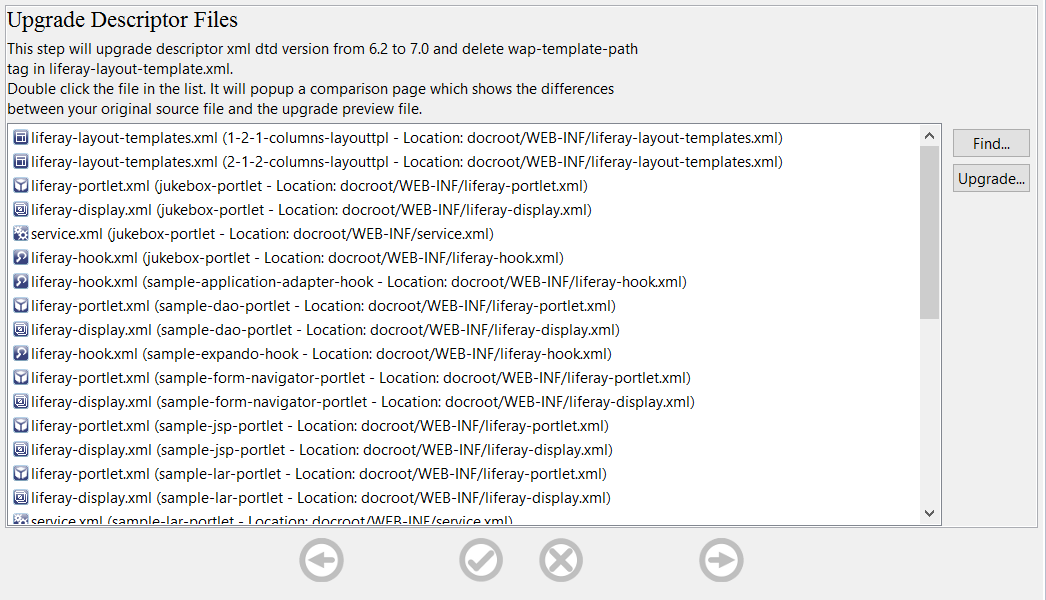 Upgrade Descriptor Files
This step will upgrade descriptor xml dtd version from 6.2 to 7.0 and delete wap-template-path
tag in liferay-layout-template.xml.
Double click the file in the list. It will popup a comparison page which shows the differences
between your original source file and the upgrade preview file.
liferay-layout-templates.xml (1-2-1-columns-layouttpl - Location: docroot/WEB-INF/liferay-layout-templates.xml)
liferay-layout-templates.xml (2-1-2-columns-layouttpl - Location: docroot/WEB-INF/liferay-layout-templates.xml)
liferay-portlet.xml (jukebox-portlet - Location: docroot/WEB-INF/liferay-portlet.xml)
liferay-display.xml (jukebox-portlet - Location: docroot/WEB-INF/liferay-display.xml)
service.xml (jukebox-portlet - Location: docroot/WEB-INF/service.xml)
liferay-hook.xml (jukebox-portlet - Location: docroot/WEB-INF/liferay-hook.xml)
liferay-hook.xml (sample-application-adapter-hook - Location: docroot/WEB-INF/liferay-hook.xml)
liferay-portlet.xml (sample-dao-portlet - Location: docroot/WEB-INF/liferay-portlet.xml)
liferay-display.xml (sample-dao-portlet - Location: docroot/WEB-INF/liferay-display.xml)
liferay-hook.xml (sample-expando-hook - Location: docroot/WEB-INF/liferay-hook.xml)
liferay-portlet.xml (sample-form-navigator-portlet - Location: docroot/WEB-INF/liferay-portlet.xml)
liferay-display.xml (sample-form-navigator-portlet - Location: docroot/WEB-INF/liferay-display.xml)
liferay-portlet.xml (sample-jsp-portlet - Location: docroot/WEB-INF/liferay-portlet.xml)
liferay-display.xml (sample-jsp-portlet - Location: docroot/WEB-INF/liferay-display.xml)
liferay-portlet.xml (sample-lar-portlet - Location: docroot/WEB-INF/liferay-portlet.xml)
liferay-display.xml (sample-lar-portlet - Location: docroot/WEB-INF/liferay-display.xml)
service.xml (sample-lar-portlet - Location: docroot/WEB-INF/service.xml)
Find...
Upgrade...